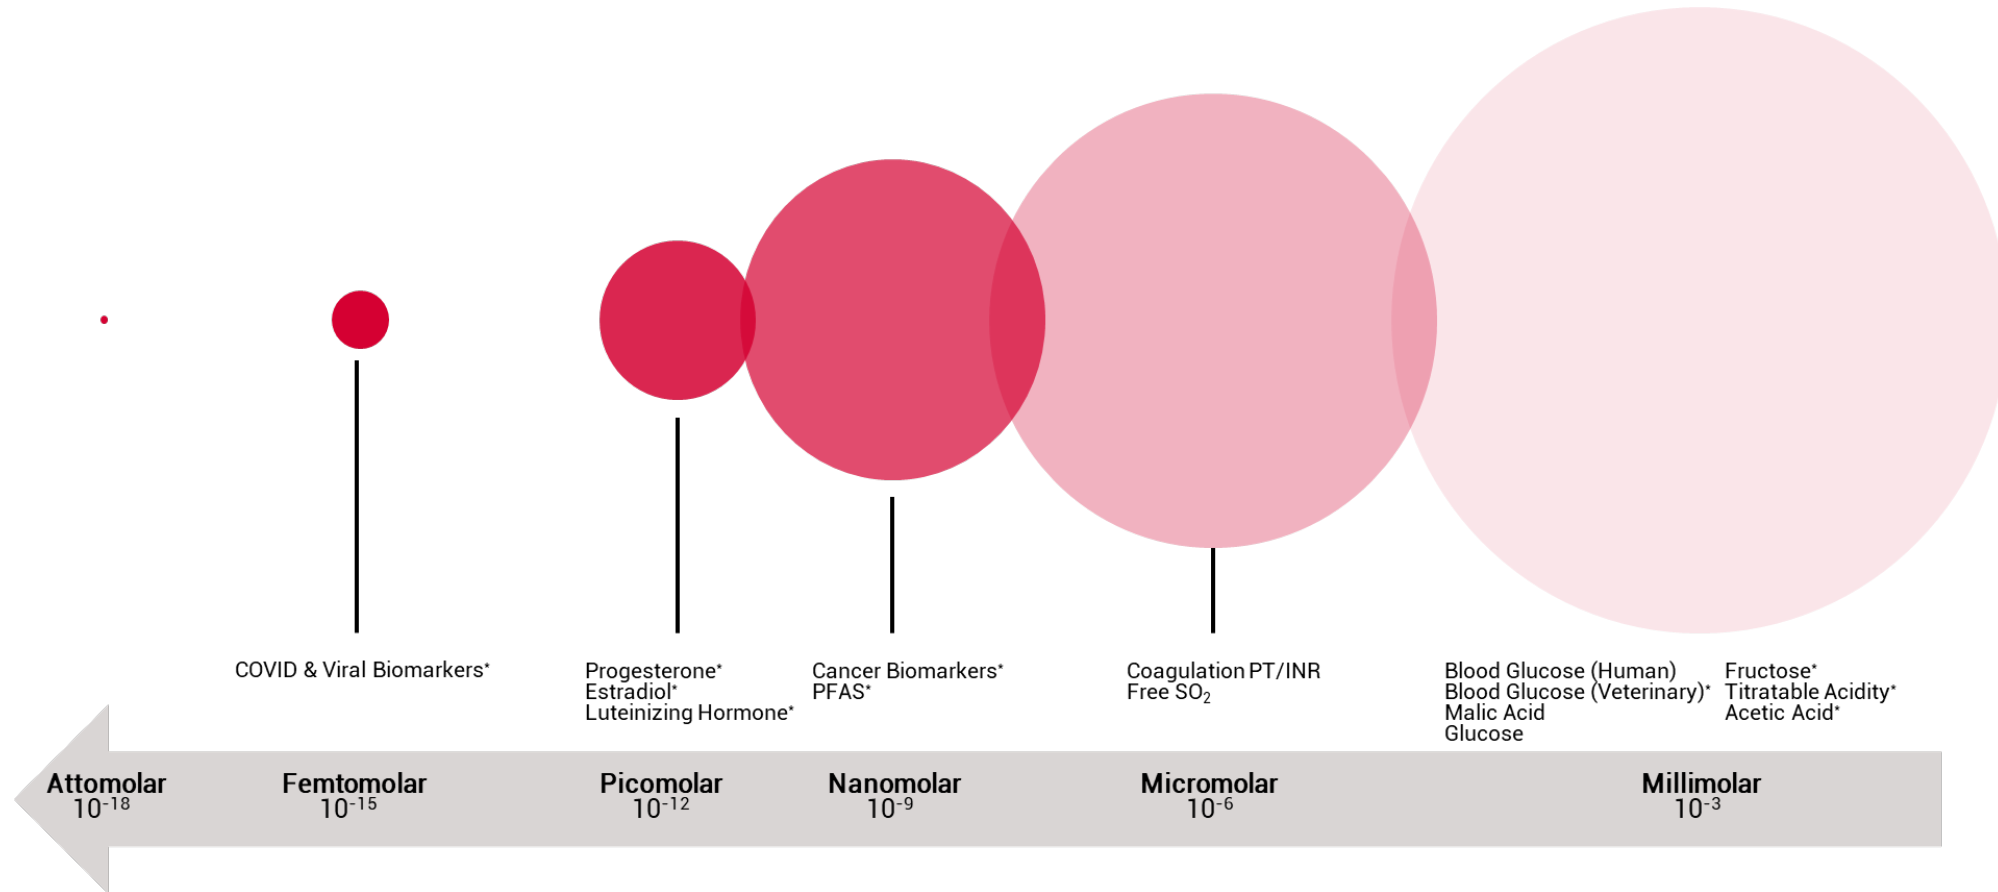 COVID & Viral Biomarkers*
Progesterone*
Estradiol*
Luteinizing Hormone*
Cancer Biomarkers*
PFAS*
Coagulation PT/INR
Free SO₂
Blood Glucose (Human)
Blood Glucose (Veterinary)*
Malic Acid
Glucose
Fructose*
Titratable Acidity*
Acetic Acid*
Attomolar
10⁻¹⁸
Femtomolar
10⁻¹⁵
Picomolar
10⁻¹²
Nanomolar
10⁻⁹
Micromolar
10⁻⁶
Millimolar
10⁻³